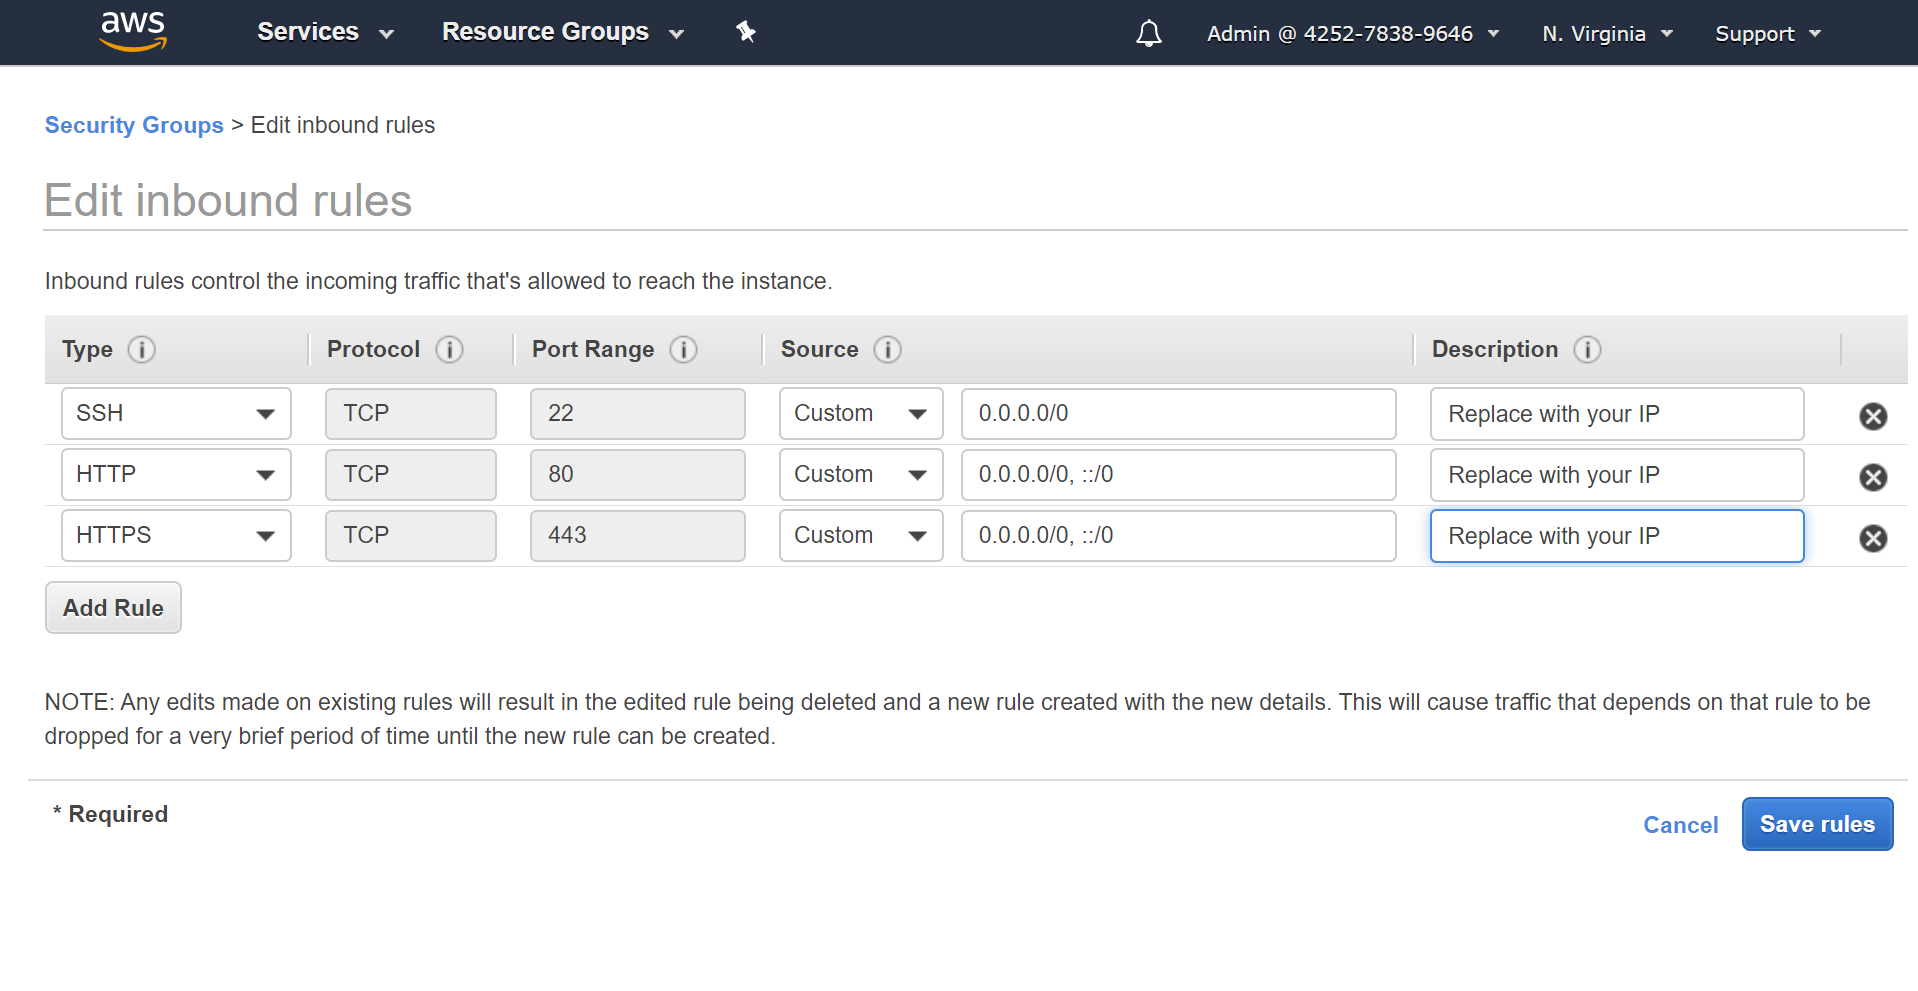 aws Services Resource Groups Admin @ 4252-7838-9646 N. Virginia Support
Security Groups > Edit inbound rules
Edit inbound rules
Inbound rules control the incoming traffic that's allowed to reach the instance.
Type i Protocol i Port Range i Source i Description i
SSH TCP 22 Custom 0.0.0.0/0 Replace with your IP
HTTP TCP 80 Custom 0.0.0.0/0, ::/0 Replace with your IP
HTTPS TCP 443 Custom 0.0.0.0/0, ::/0 Replace with your IP
Add Rule
NOTE: Any edits made on existing rules will result in the edited rule being deleted and a new rule created with the new details. This will cause traffic that depends on that rule to be
dropped for a very brief period of time until the new rule can be created.
* Required
Cancel Save rules